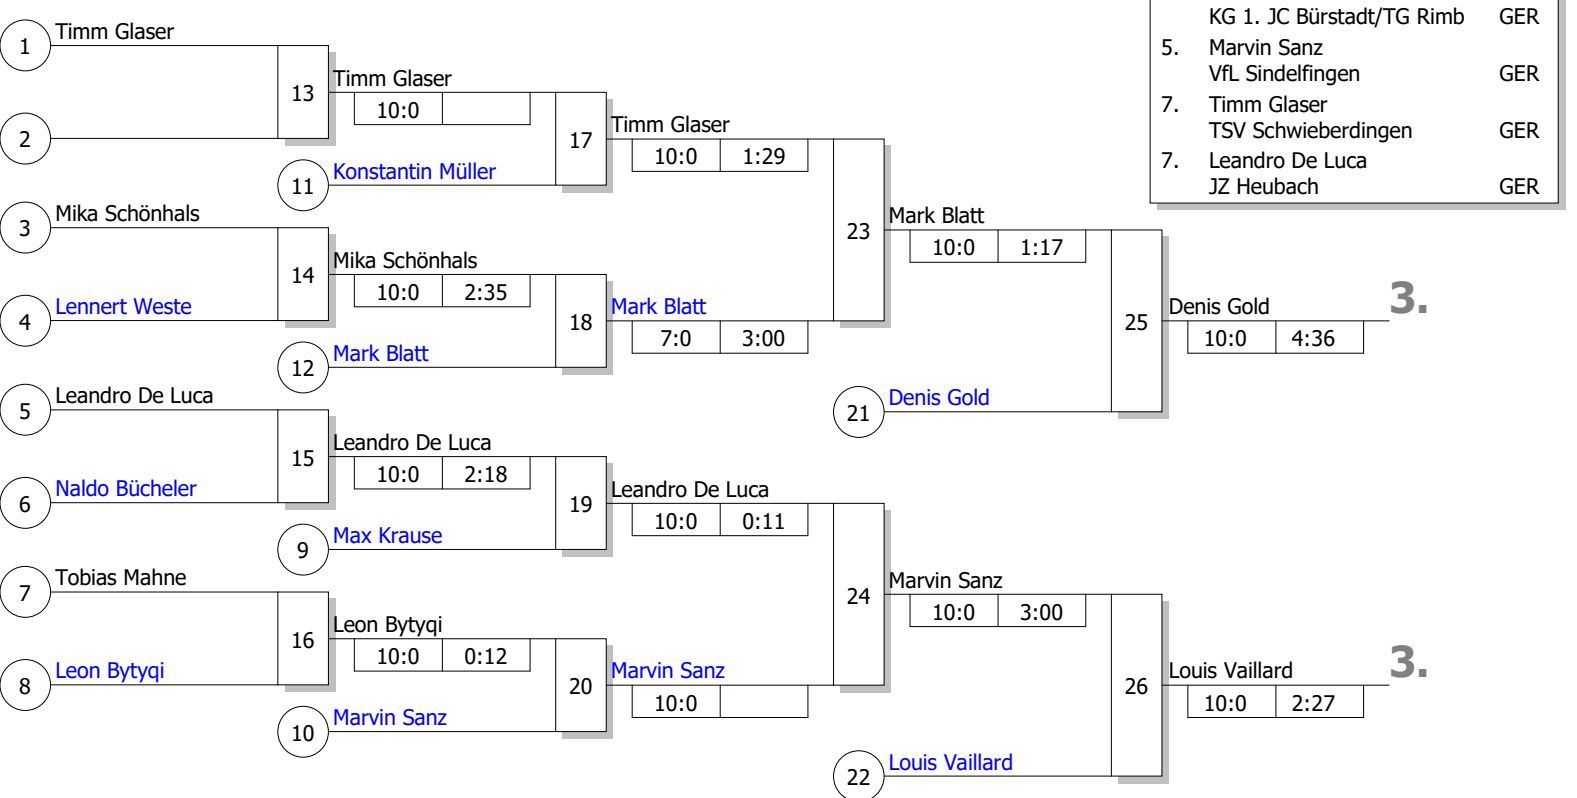 KG 1. JC Bürstadt/TG Rimb GER
5. Marvin Sanz
VfL Sindelfingen GER
7. Timm Glaser
TSV Schwieberdingen GER
7. Leandro De Luca
JZ Heubach GER
1 Timm Glaser
13 Timm Glaser
10:0
2
17 Timm Glaser
10:0 1:29
11 Konstantin Müller
3 Mika Schönhals
14 Mika Schönhals
10:0 2:35
4 Lennert Weste
18 Mark Blatt
7:0 3:00
12 Mark Blatt
23 Mark Blatt
10:0 1:17
25 Denis Gold 3.
10:0 4:36
21 Denis Gold
5 Leandro De Luca
15 Leandro De Luca
10:0 2:18
6 Naldo Bücheler
19 Leandro De Luca
10:0 0:11
9 Max Krause
7 Tobias Mahne
16 Leon Bytyqi
10:0 0:12
8 Leon Bytyqi
20 Marvin Sanz
10:0
10 Marvin Sanz
24 Marvin Sanz
10:0 3:00
26 Louis Vaillard 3.
10:0 2:27
22 Louis Vaillard